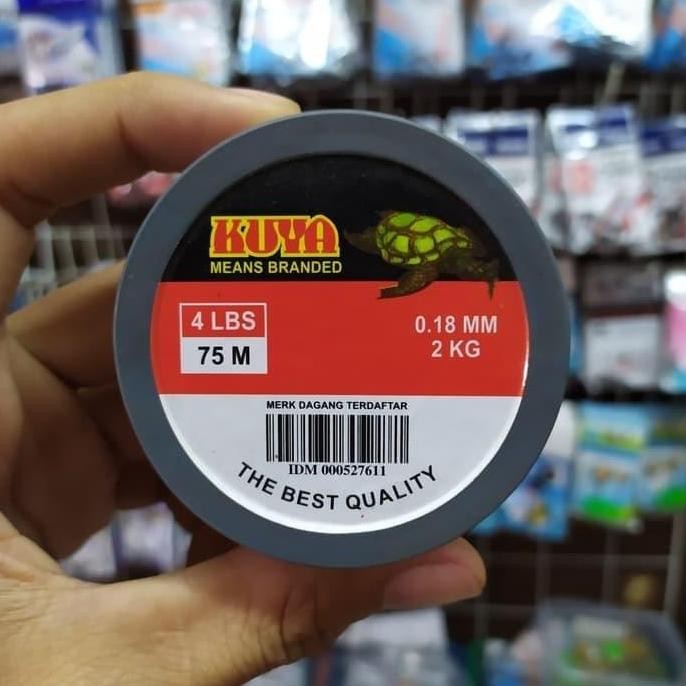 KUYA
MEANS BRANDED
4 LBS
75 M
0.18 MM
2 KG
MERK DAGANG TERDAFTAR
IDM 000527611
THE BEST QUALITY